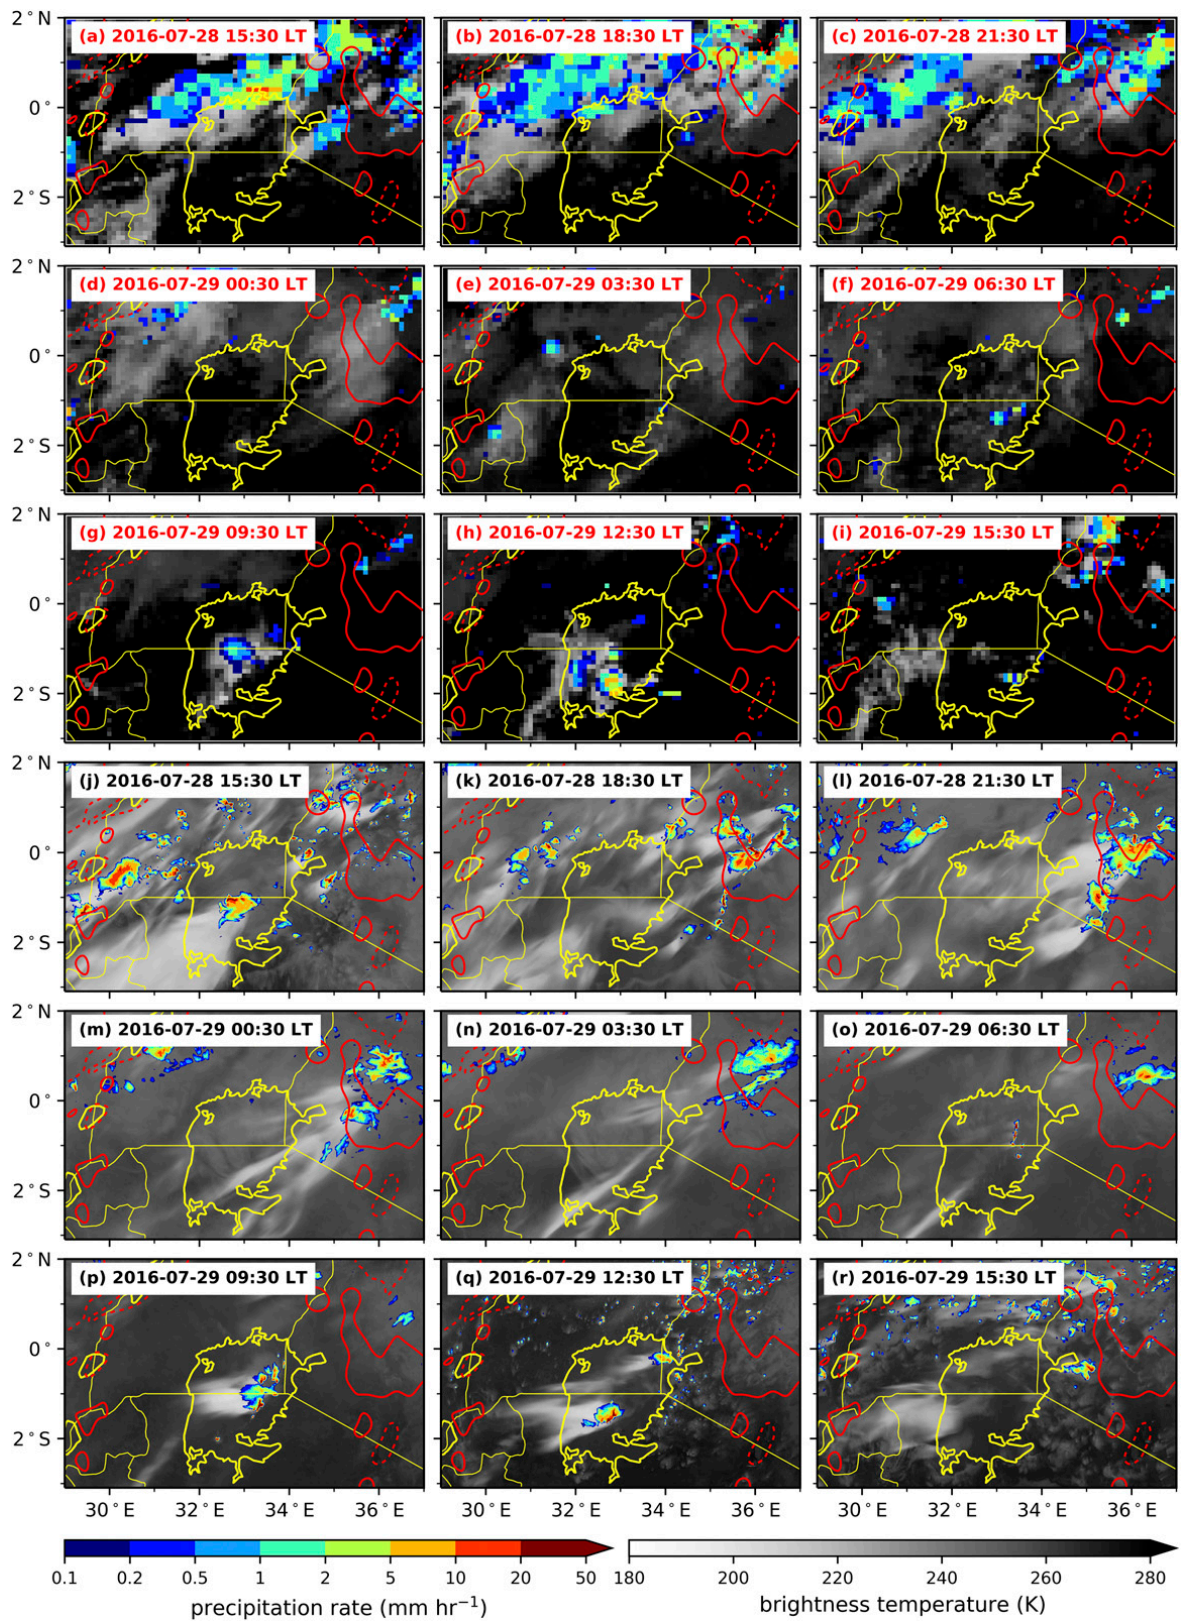 2°N
(a) 2016-07-28 15:30 LT
(b) 2016-07-28 18:30 LT
(c) 2016-07-28 21:30 LT
0°
2°S
2°N
(d) 2016-07-29 00:30 LT
(e) 2016-07-29 03:30 LT
(f) 2016-07-29 06:30 LT
0°
2°S
2°N
(g) 2016-07-29 09:30 LT
(h) 2016-07-29 12:30 LT
(i) 2016-07-29 15:30 LT
0°
2°S
2°N
(j) 2016-07-28 15:30 LT
(k) 2016-07-28 18:30 LT
(l) 2016-07-28 21:30 LT
0°
2°S
2°N
(m) 2016-07-29 00:30 LT
(n) 2016-07-29 03:30 LT
(o) 2016-07-29 06:30 LT
0°
2°S
2°N
(p) 2016-07-29 09:30 LT
(q) 2016-07-29 12:30 LT
(r) 2016-07-29 15:30 LT
0°
2°S
30°E 32°E 34°E 36°E 30°E 32°E 34°E 36°E 30°E 32°E 34°E 36°E
0.1 0.2 0.5 1 2 5 10 20 50
precipitation rate (mm hr⁻¹)
180 200 220 240 260 280
brightness temperature (K)